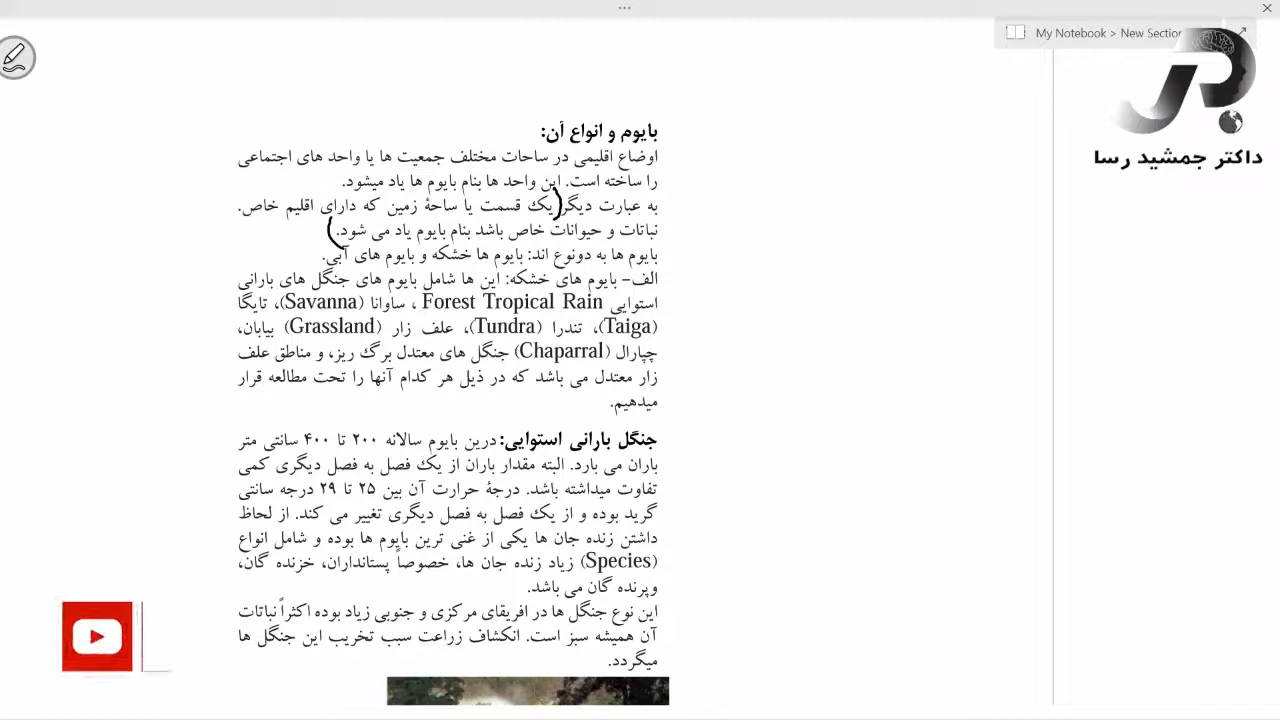 My Notebook > New Section
داکتر جمشید رسا
بایوم و انواع آن:
اوضاع اقلیمی در ساحات مختلف جمعیت ها یا واحد های اجتماعی
را ساخته است. این واحد ها بنام بایوم ها یاد میشود.
به عبارت دیگر یک قسمت یا ساحۀ زمین که دارای اقلیم خاص.
نباتات و حیوانات خاص باشد بنام بایوم یاد می شود.
بایوم ها به دونوع اند: بایوم ها خشکه و بایوم های آبی.
الف- بایوم های خشکه: این ها شامل بایوم های جنگل های بارانی
استوایی Forest Tropical Rain ، ساوانا (Savanna)، تایگا
(Taiga)، تندرا (Tundra)، علف زار (Grassland) بیابان،
چپارال (Chaparral) جنگل های معتدل برگ ریز، و مناطق علف
زار معتدل می باشد که در ذیل هر کدام آنها را تحت مطالعه قرار
میدهیم.
جنگل بارانی استوایی: درین بایوم سالانه ۲۰۰ تا ۴۰۰ سانتی متر
باران می بارد. البته مقدار باران از یک فصل به فصل دیگری کمی
تفاوت میداشته باشد. درجۀ حرارت آن بین ۲۵ تا ۲۹ درجه سانتی
گرید بوده و از یک فصل به فصل دیگری تغییر می کند. از لحاظ
داشتن زنده جان ها یکی از غنی ترین بایوم ها بوده و شامل انواع
(Species) زیاد زنده جان ها، خصوصاً پستانداران، خزنده گان،
وپرنده گان می باشد.
این نوع جنگل ها در افریقای مرکزی و جنوبی زیاد بوده اکثراً نباتات
آن همیشه سبز است. انکشاف زراعت سبب تخریب این جنگل ها
میگردد.